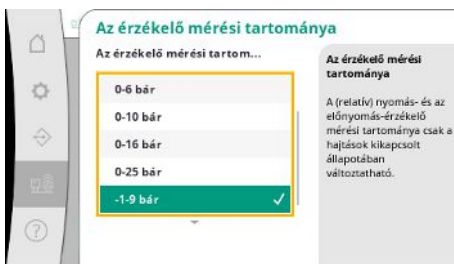 Az érzékelő mérési tartománya
Az érzékelő mérési tartom...
0-6 bár
0-10 bár
0-16 bár
0-25 bár
-1-9 bár
Az érzékelő mérési
tartománya
A (relatív) nyomás- és az
előnyomás-érzékelő
mérési tartománya csak a
hajtások kikapcsolt
állapotában
változtatható.